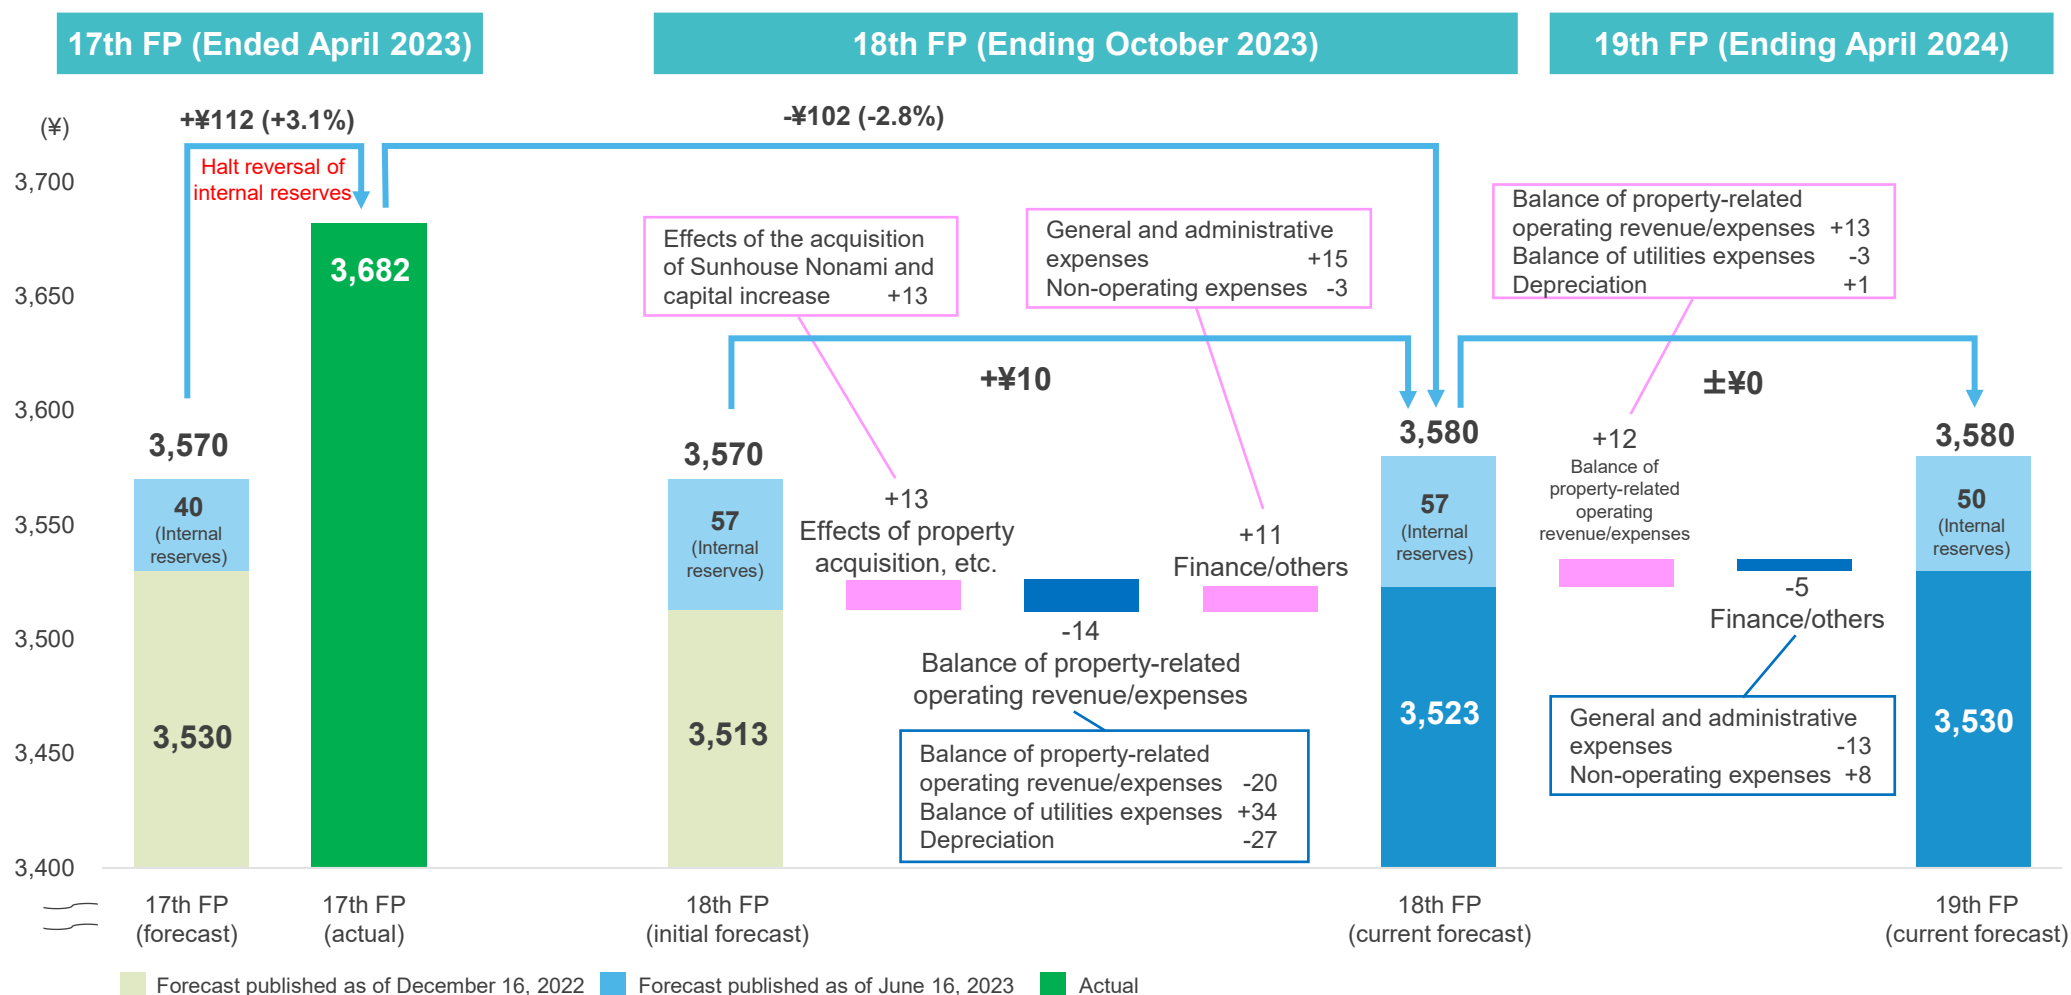 17th FP (Ended April 2023)
18th FP (Ending October 2023)
19th FP (Ending April 2024)
(¥)
3,700
3,650
3,600
3,550
3,500
3,450
3,400
+¥112 (+3.1%)
Halt reversal of
internal reserves
-¥102 (-2.8%)
3,570
40
(Internal
reserves)
3,530
3,682
Effects of the acquisition
of Sunhouse Nonami and
capital increase +13
General and administrative
expenses +15
Non-operating expenses -3
Balance of property-related
operating revenue/expenses +13
Balance of utilities expenses -3
Depreciation +1
+¥10
±¥0
3,570
57
(Internal
reserves)
3,513
+13
Effects of property
acquisition, etc.
-14
Balance of property-related
operating revenue/expenses
Balance of property-related
operating revenue/expenses -20
Balance of utilities expenses +34
Depreciation -27
+11
Finance/others
3,580
57
(Internal
reserves)
3,523
+12
Balance of
property-related
operating
revenue/expenses
-5
Finance/others
General and administrative
expenses -13
Non-operating expenses +8
3,580
50
(Internal
reserves)
3,530
17th FP
(forecast)
17th FP
(actual)
18th FP
(initial forecast)
18th FP
(current forecast)
19th FP
(current forecast)
Forecast published as of December 16, 2022
Forecast published as of June 16, 2023
Actual